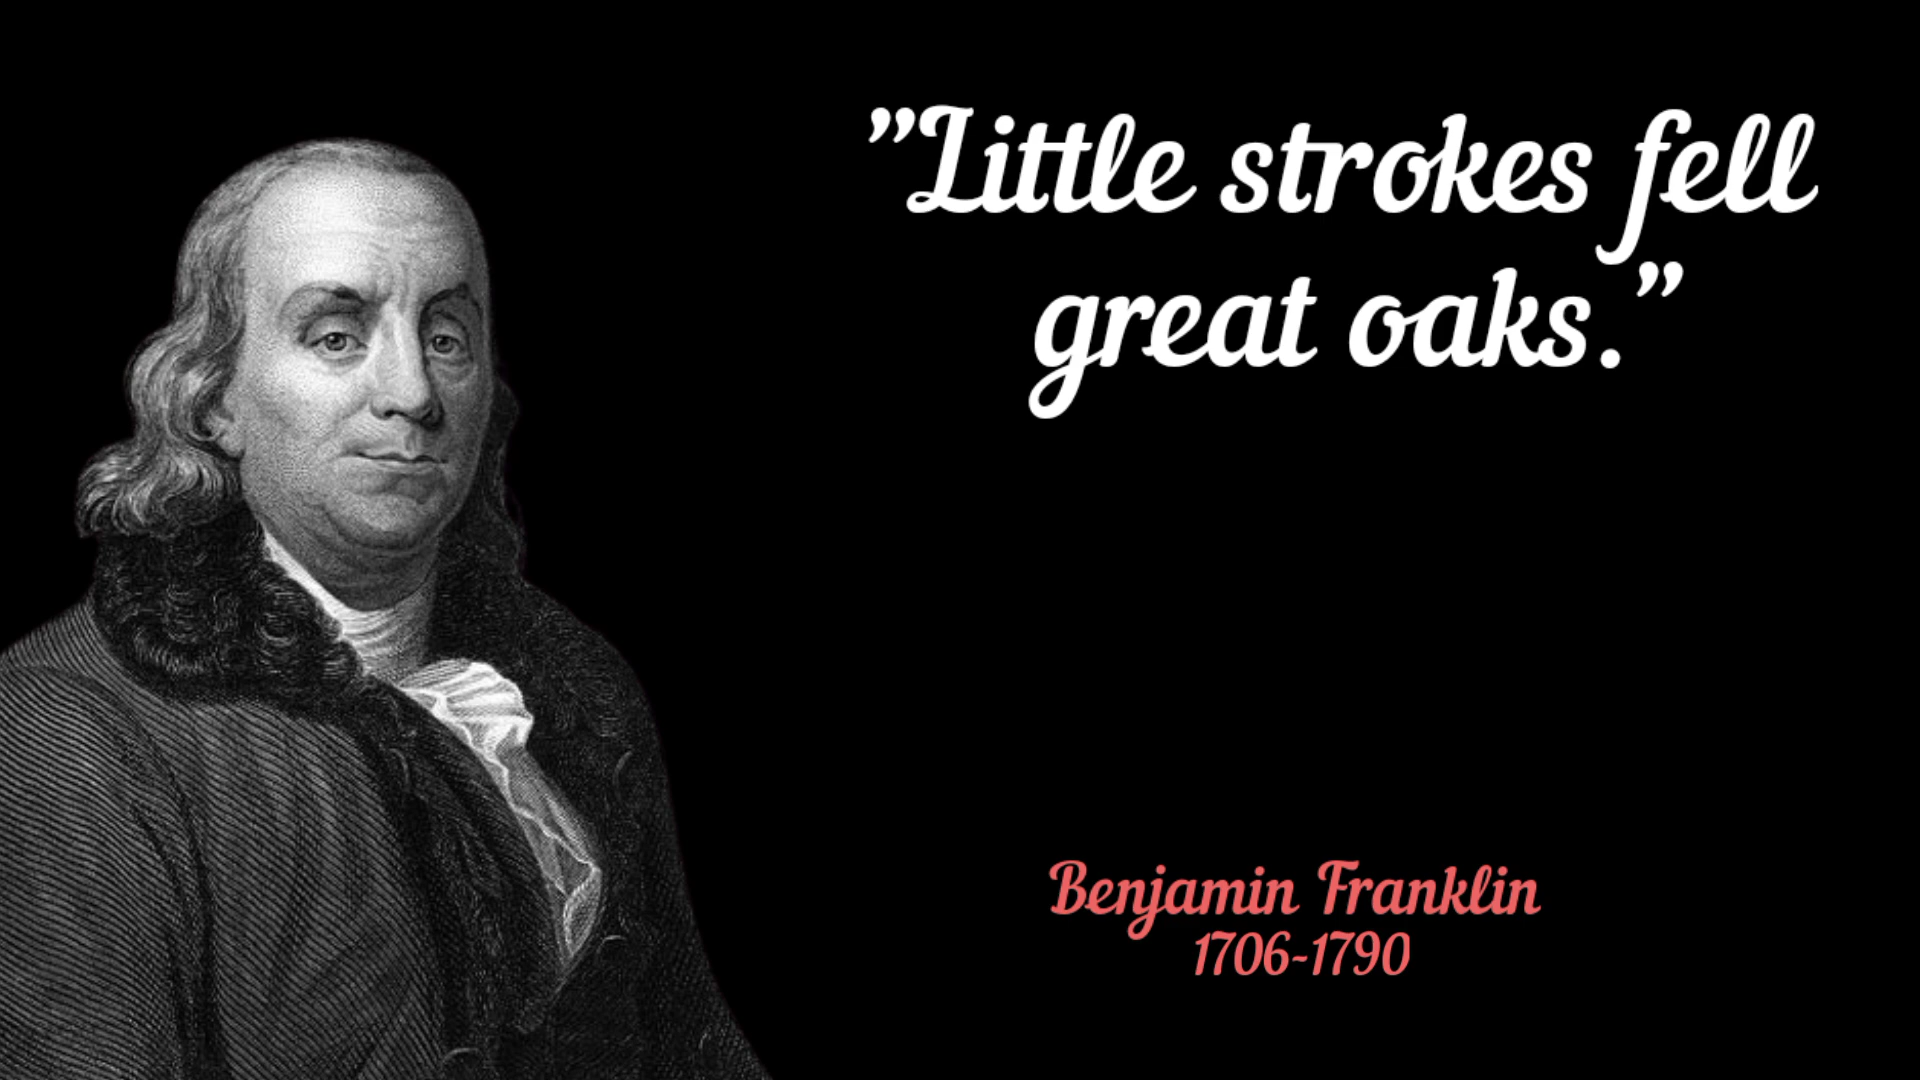 ”Little strokes fell
great oaks.”
Benjamin Franklin
1706-1790